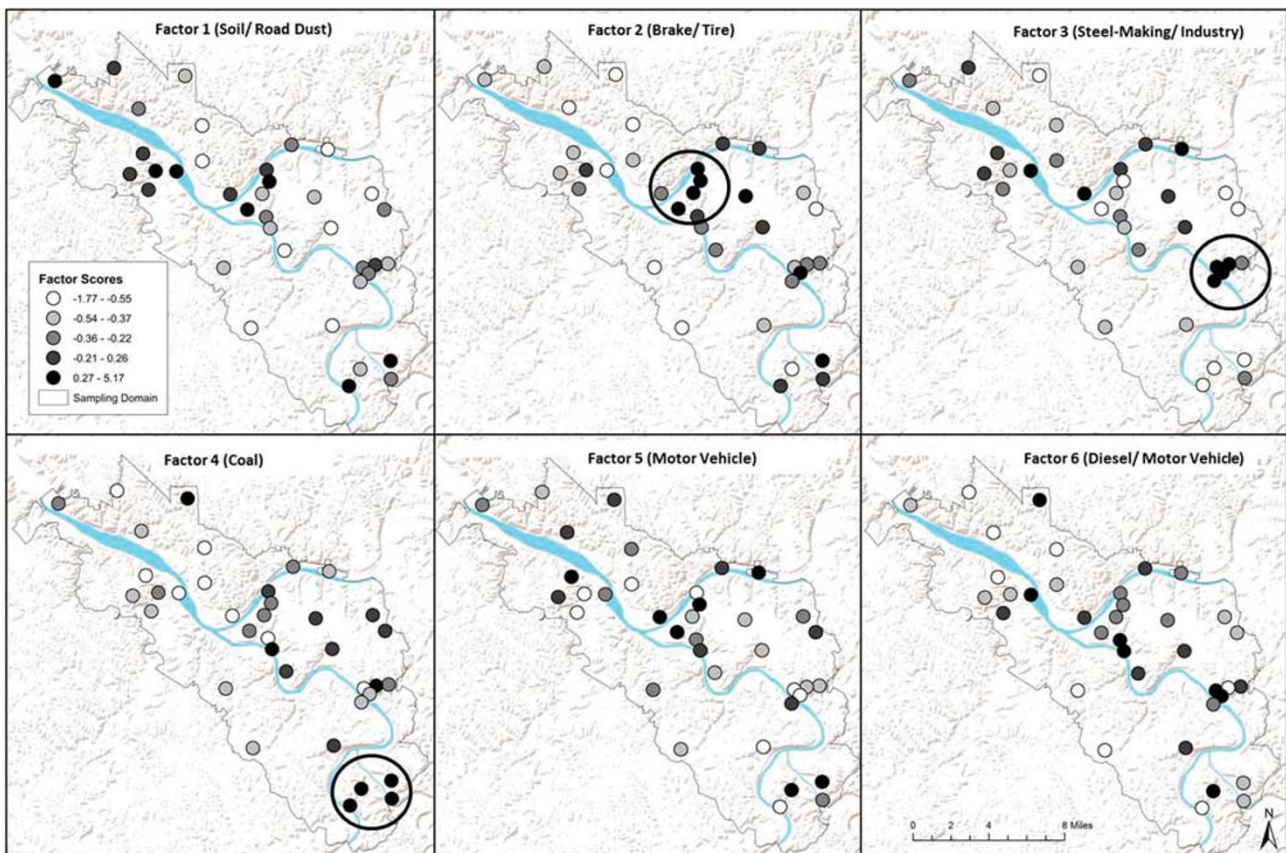 Factor 1 (Soil/ Road Dust)
Factor 2 (Brake/ Tire)
Factor 3 (Steel-Making/ Industry)
Factor Scores
-1.77 - -0.55
-0.54 - -0.37
-0.36 - -0.22
-0.21 - 0.26
0.27 - 5.17
Sampling Domain
Factor 4 (Coal)
Factor 5 (Motor Vehicle)
Factor 6 (Diesel/ Motor Vehicle)
N
0 2 4 8 Miles